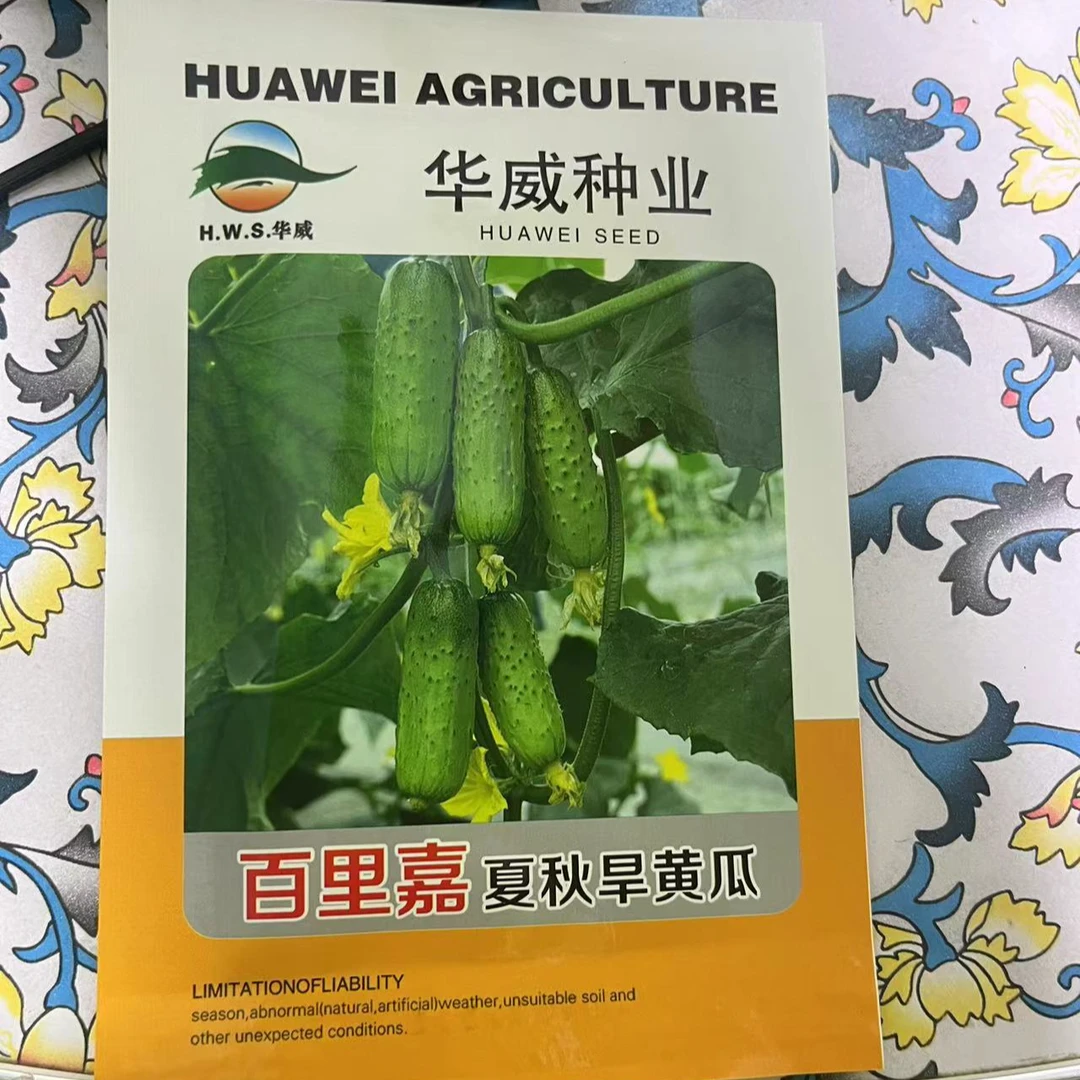 HUAWEI AGRICULTURE
华威种业
HUAWEI SEED
H.W.S.华威
百里嘉 夏秋旱黄瓜
LIMITATIONOFLIABILITY
season,abnormal(natural,artificial)weather,unsuitable soil and
other unexpected conditions.